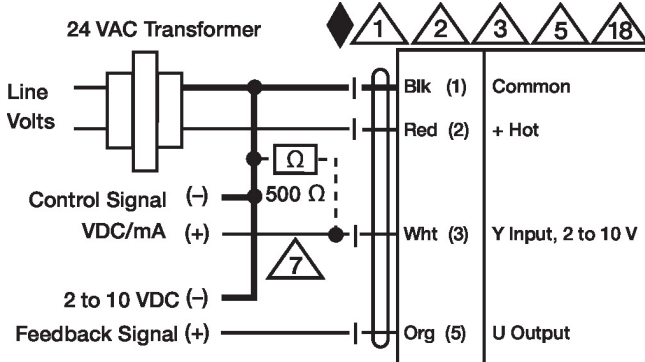 24 VAC Transformer
1 2 3 5 18
Line
Volts
Blk (1) Common
Red (2) + Hot
Ω
500 Ω
Control Signal (–)
VDC/mA (+)
Wht (3) Y Input, 2 to 10 V
7
2 to 10 VDC (–)
Feedback Signal (+)
Org (5) U Output